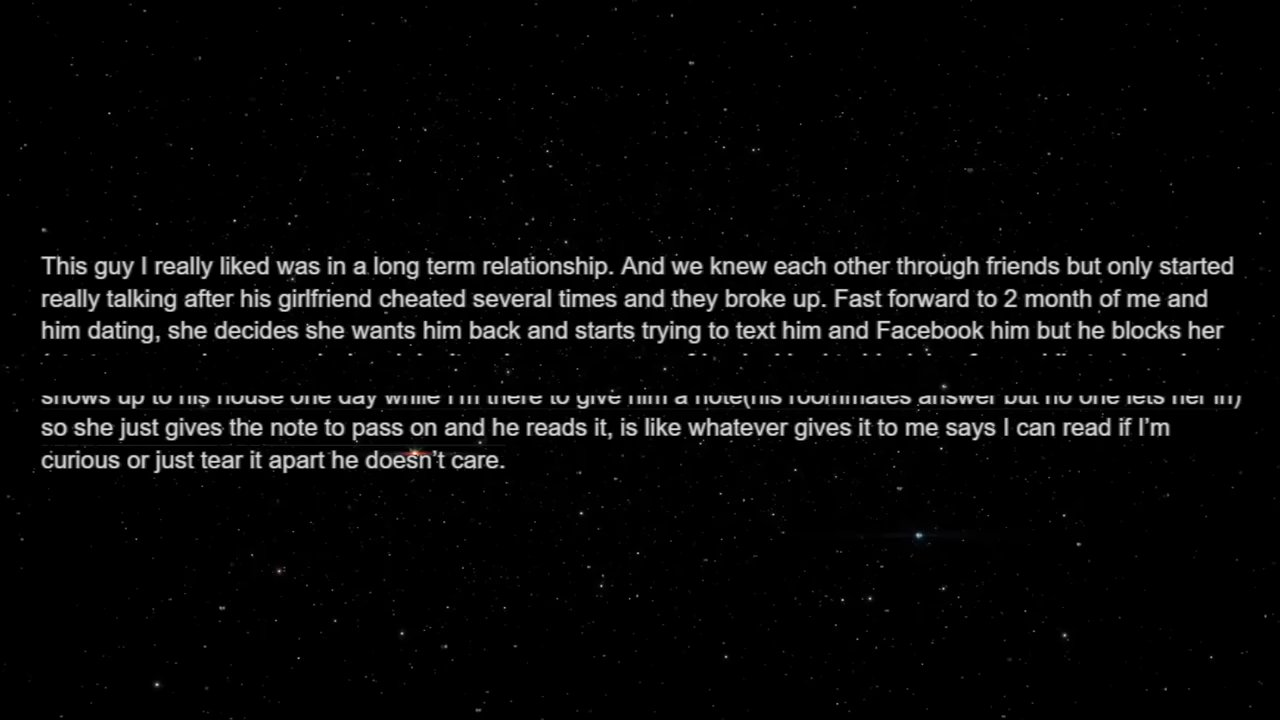 This guy I really liked was in a long term relationship. And we knew each other through friends but only started
really talking after his girlfriend cheated several times and they broke up. Fast forward to 2 month of me and
him dating, she decides she wants him back and starts trying to text him and Facebook him but he blocks her
shows up to his house one day while I'm there to give him a note(his roommates answer but no one lets her in)
so she just gives the note to pass on and he reads it, is like whatever gives it to me says I can read if I’m
curious or just tear it apart he doesn’t care.